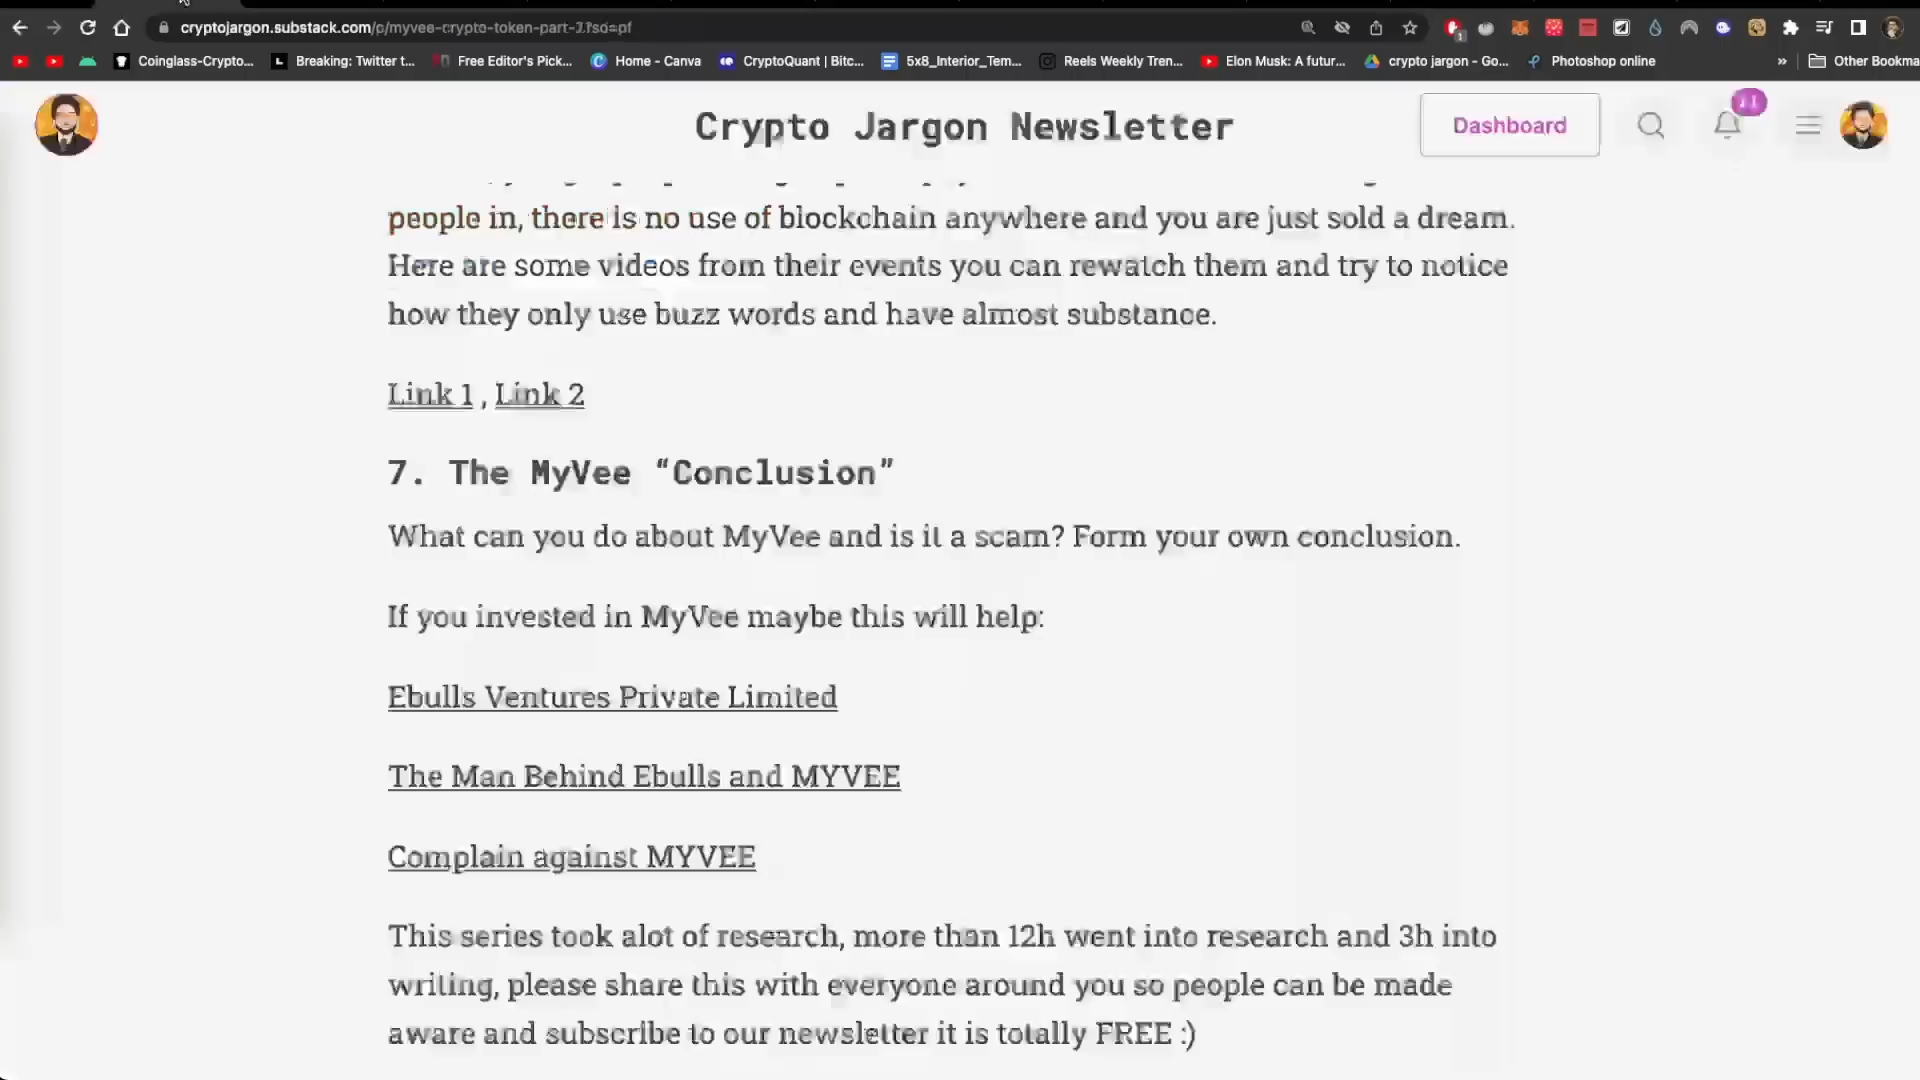 cryptojargon.substack.com/p/myvee-crypto-token-part-
Coinglass-Crypto... Breaking: Twitter t... Free Editor's Pick... Home - Canva CryptoQuant | Bitc... 5x8_Interior_Tem... Reels Weekly Tren... Elon Musk: A futur... crypto jargon - Go... Photoshop online » Other Bookma
Crypto Jargon Newsletter
Dashboard
11
people in, there is no use of blockchain anywhere and you are just sold a dream.
Here are some videos from their events you can rewatch them and try to notice
how they only use buzz words and have almost substance.
Link 1 , Link 2
7. The MyVee “Conclusion”
What can you do about MyVee and is it a scam? Form your own conclusion.
If you invested in MyVee maybe this will help:
Ebulls Ventures Private Limited
The Man Behind Ebulls and MYVEE
Complain against MYVEE
This series took alot of research, more than 12h went into research and 3h into
writing, please share this with everyone around you so people can be made
aware and subscribe to our newsletter it is totally FREE :)